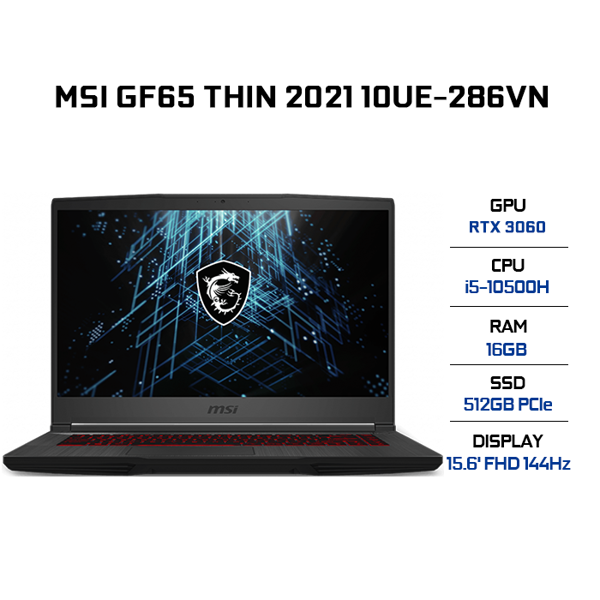 MSI GF65 THIN 2021 10UE-286VN
GPU
RTX 3060
CPU
i5-10500H
RAM
16GB
SSD
512GB PCIe
DISPLAY
15.6' FHD 144Hz
msi